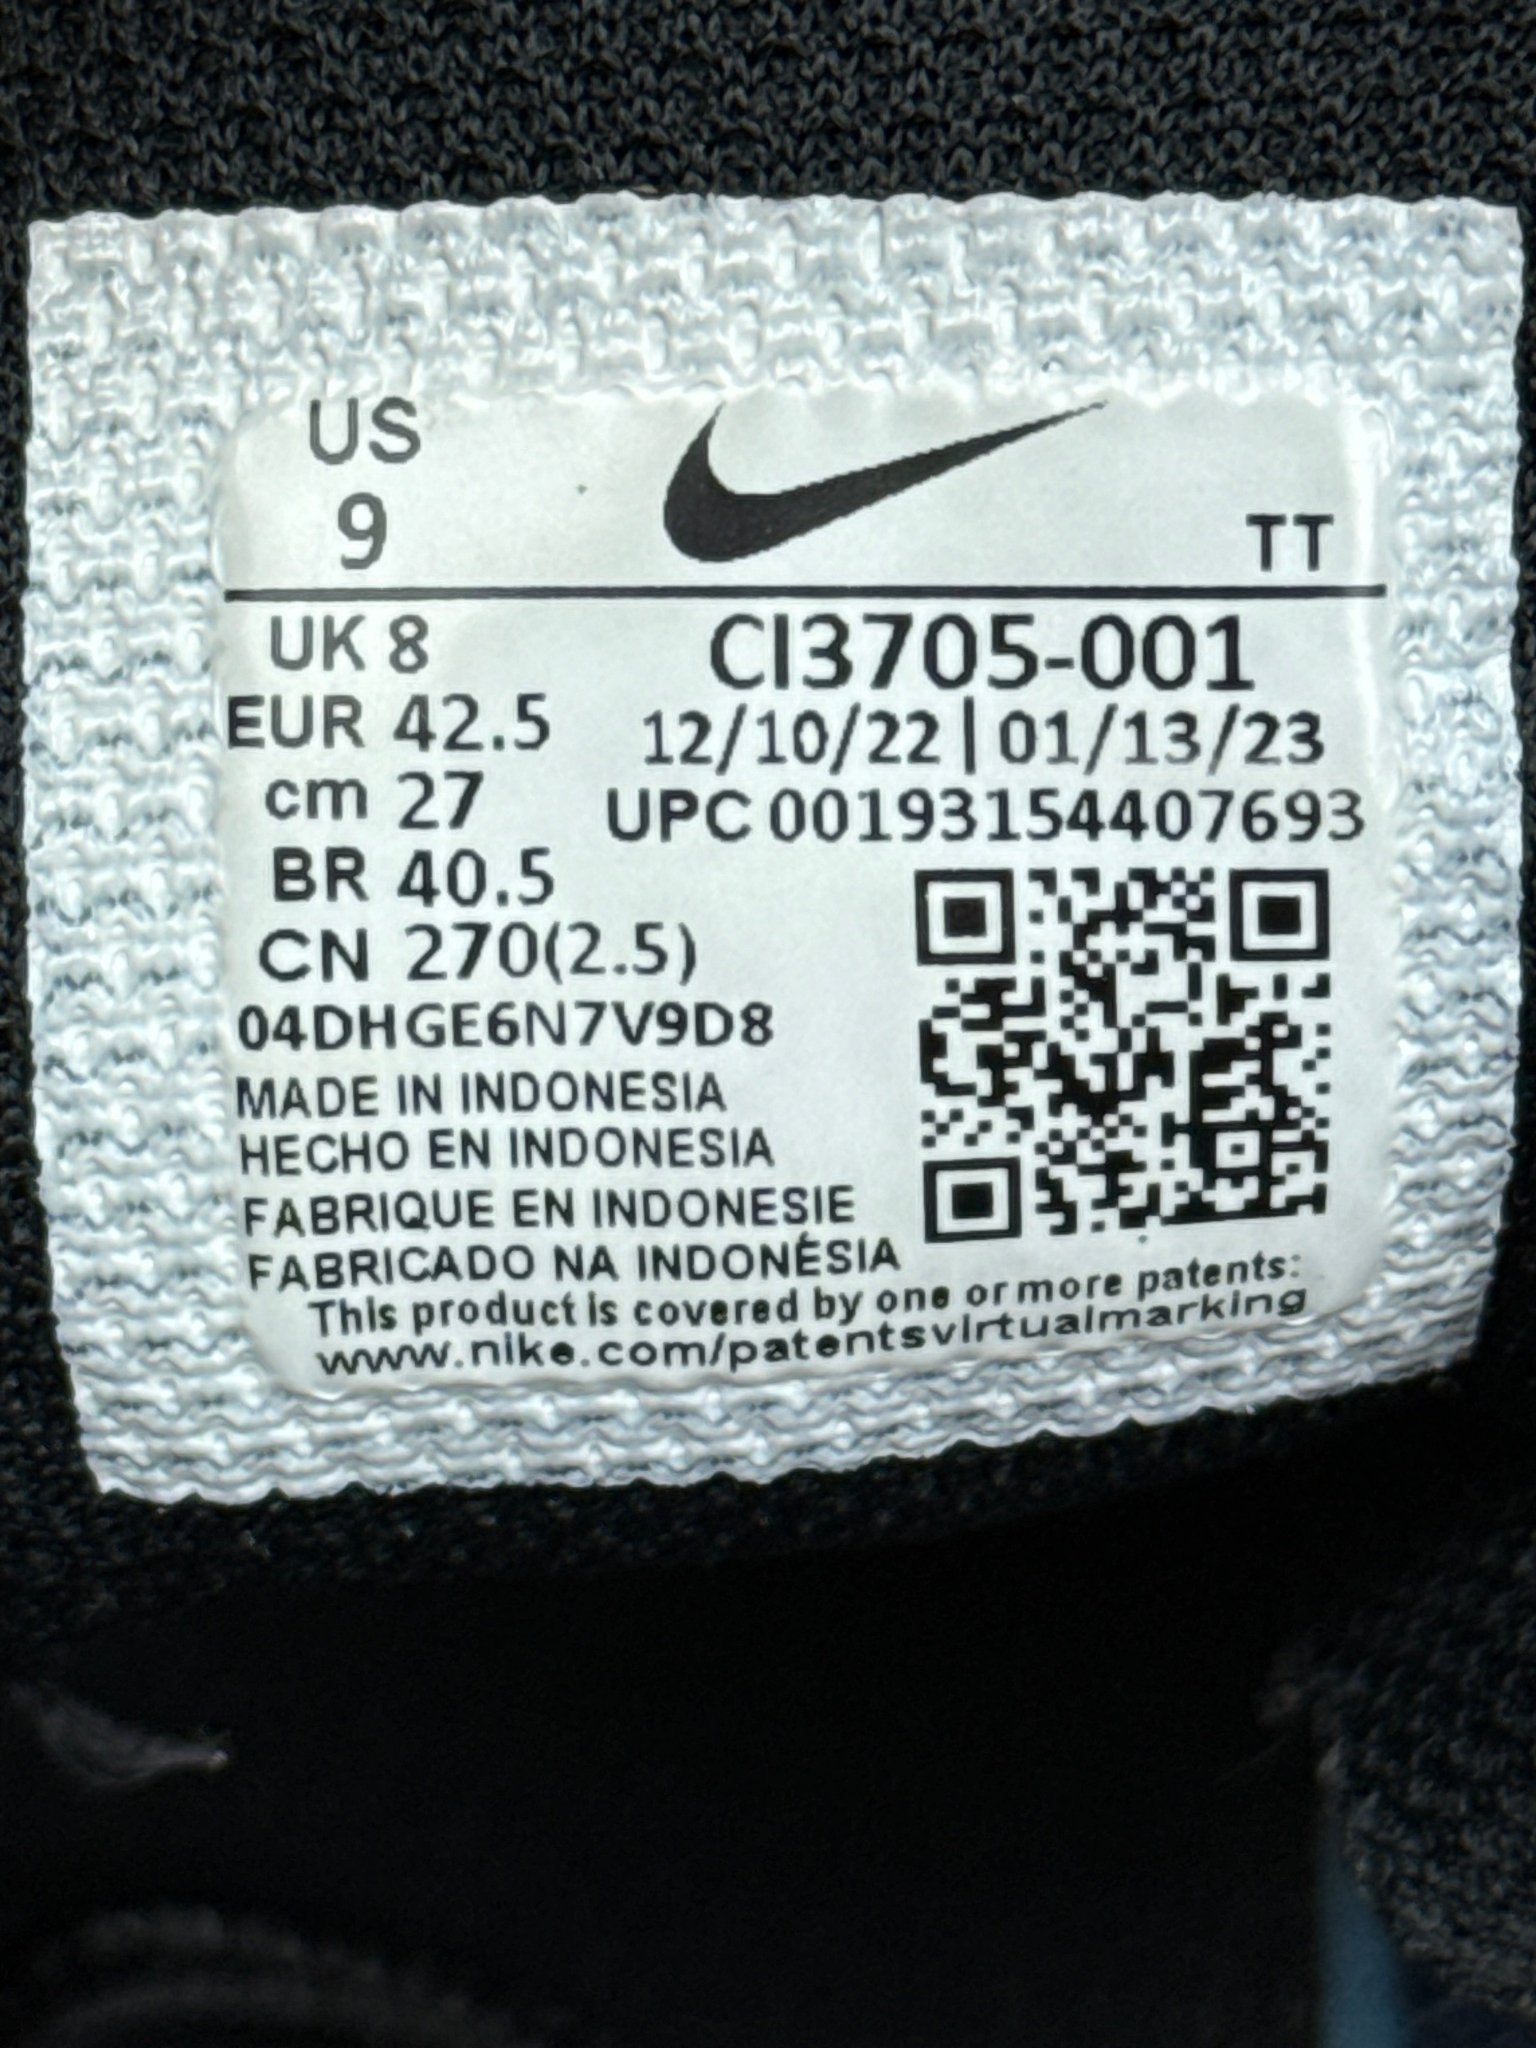 US
9
TT
UK 8
CI3705-001
EUR 42.5
12/10/22 | 01/13/23
cm 27
UPC 00193154407693
BR 40.5
CN 270(2.5)
04DHGE6N7V9D8
MADE IN INDONESIA
HECHO EN INDONESIA
FABRIQUE EN INDONESIE
FABRICADO NA INDONÉSIA
This product is covered by one or more patents:
www.nike.com/patentsvirtualmarking